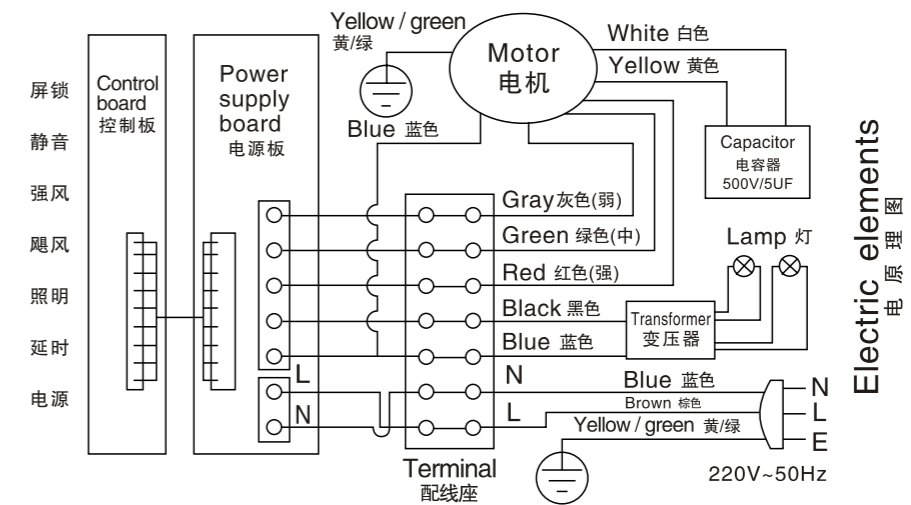 屏锁
静音
强风
飓风
照明
延时
电源
Control
board
控制板
Power
supply
board
电源板
L
N
Yellow / green
黄/绿
Blue 蓝色
Motor
电机
White 白色
Yellow 黄色
Capacitor
电容器
500V/5UF
Gray灰色(弱)
Green 绿色(中)
Red 红色(强)
Black 黑色
Blue 蓝色
Lamp 灯
Transformer
变压器
N
L
Blue 蓝色
Brown 棕色
Yellow / green 黄/绿
N
L
E
220V~50Hz
Terminal
配线座
Electric elements
电原理图